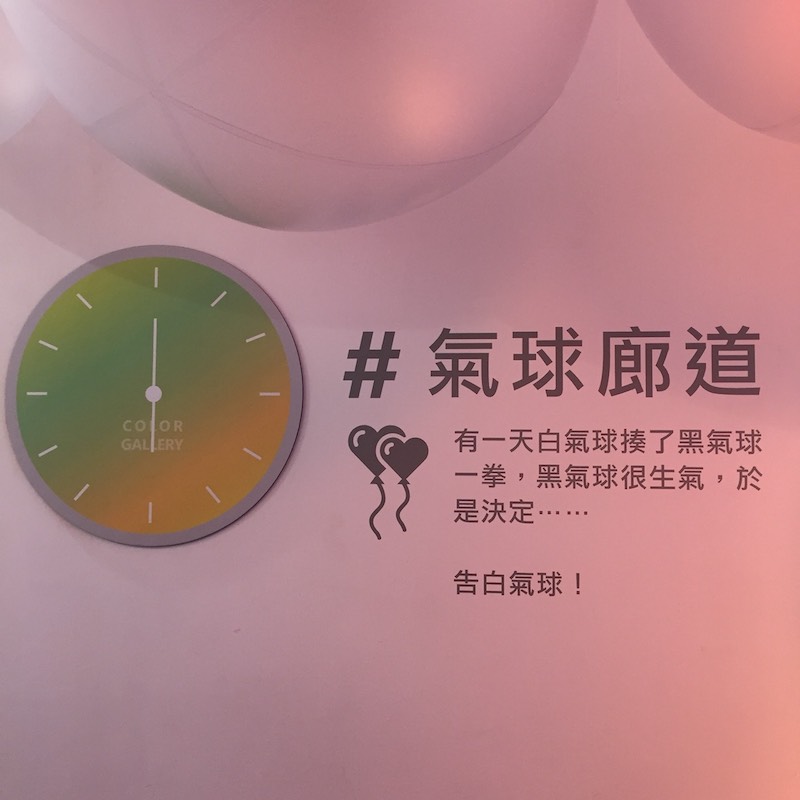 COLOR
GALLERY
# 氣球廊道
有一天白氣球揍了黑氣球
一拳，黑氣球很生氣，於
是決定⋯⋯
告白氣球！